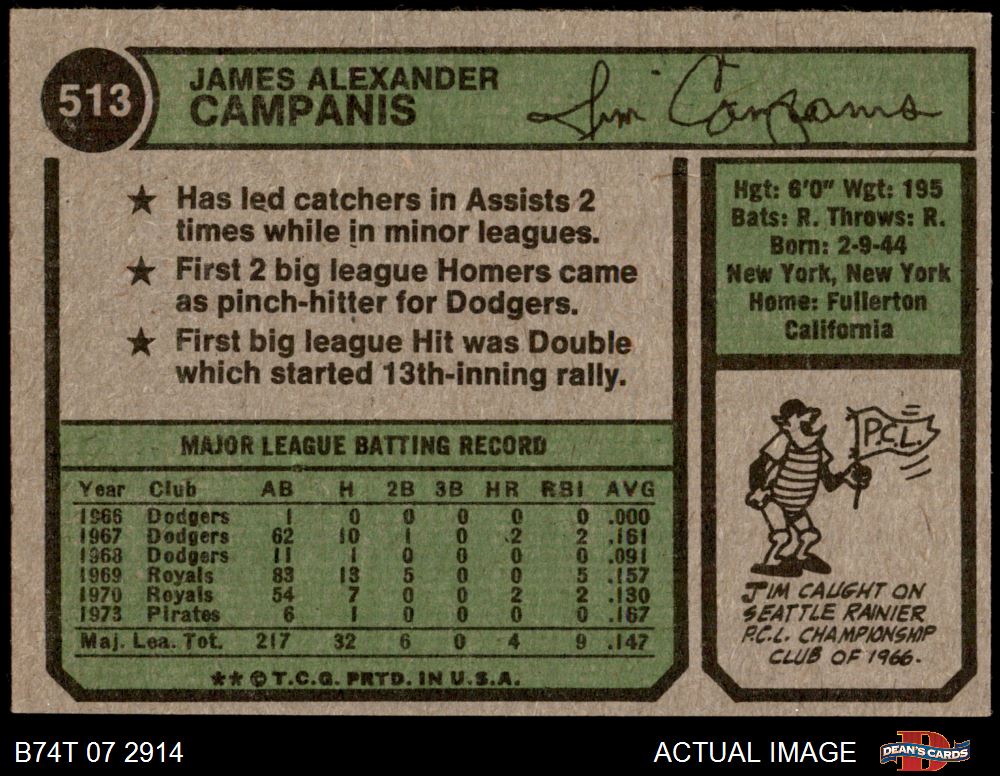 513
JAMES ALEXANDER
CAMPANIS
Jim Campanis
★ Has led catchers in Assists 2
times while in minor leagues.
★ First 2 big league Homers came
as pinch-hitter for Dodgers.
★ First big league Hit was Double
which started 13th-inning rally.
Hgt: 6'0" Wgt: 195
Bats: R. Throws: R.
Born: 2-9-44
New York, New York
Home: Fullerton
California
MAJOR LEAGUE BATTING RECORD
Year Club AB H 2B 3B HR RBI AVG
1966 Dodgers 1 0 0 0 0 0 .000
1967 Dodgers 62 10 1 0 2 2 .161
1968 Dodgers 11 1 0 0 0 0 .091
1969 Royals 83 13 5 0 0 5 .157
1970 Royals 54 7 0 0 2 2 .130
1973 Pirates 6 1 0 0 0 0 .167
Maj. Lea. Tot. 217 32 6 0 4 9 .147
** © T.C.G. PRTD. IN U.S.A.
P.C.L.
JIM CAUGHT ON
SEATTLE RAINIER
P.C.L. CHAMPIONSHIP
CLUB OF 1966.
B74T 07 2914
ACTUAL IMAGE
D
DEAN'S CARDS